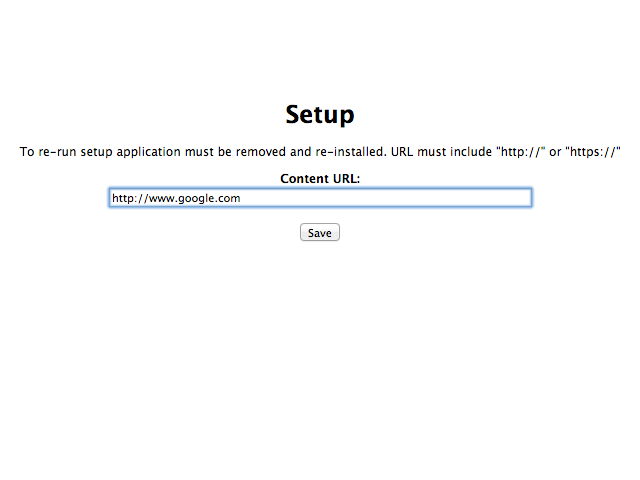 Setup
To re-run setup application must be removed and re-installed. URL must include "http://" or "https://"
Content URL:
http://www.google.com
Save